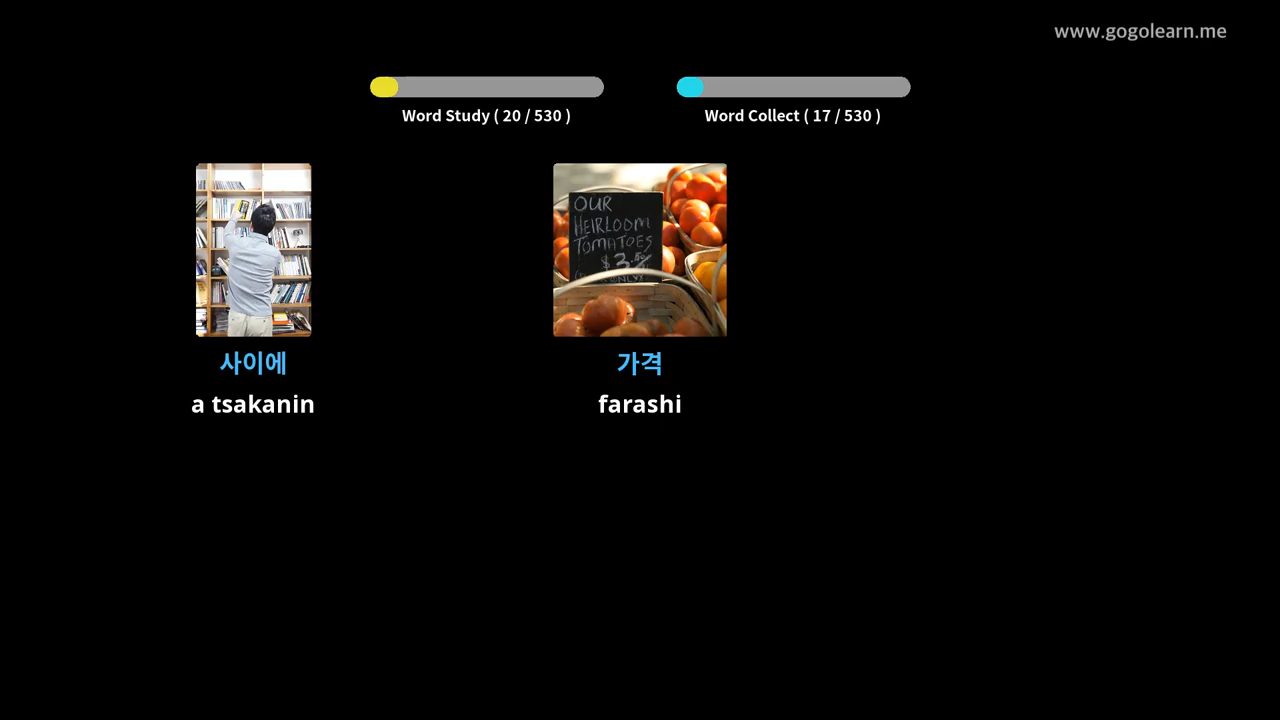 www.gogolearn.me
Word Study ( 20 / 530 )
Word Collect ( 17 / 530 )
OUR
HEIRLOOM
TOMATOES
사이에
가격
a tsakanin
farashi